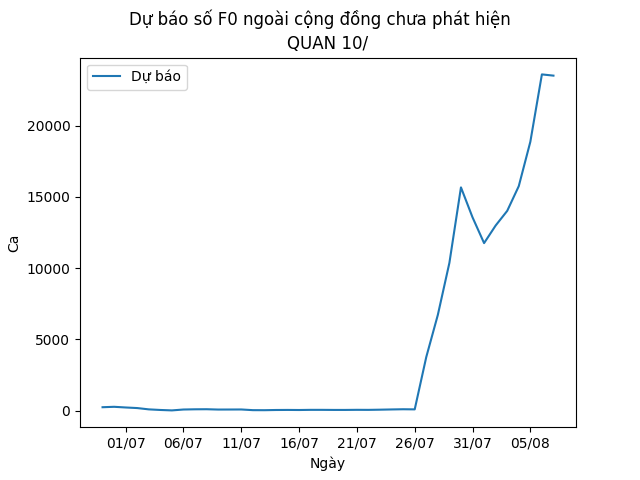 Dự báo số F0 ngoài cộng đồng chưa phát hiện
QUAN 10/
Dự báo
Ca
20000
15000
10000
5000
0
01/07 06/07 11/07 16/07 21/07 26/07 31/07 05/08
Ngày